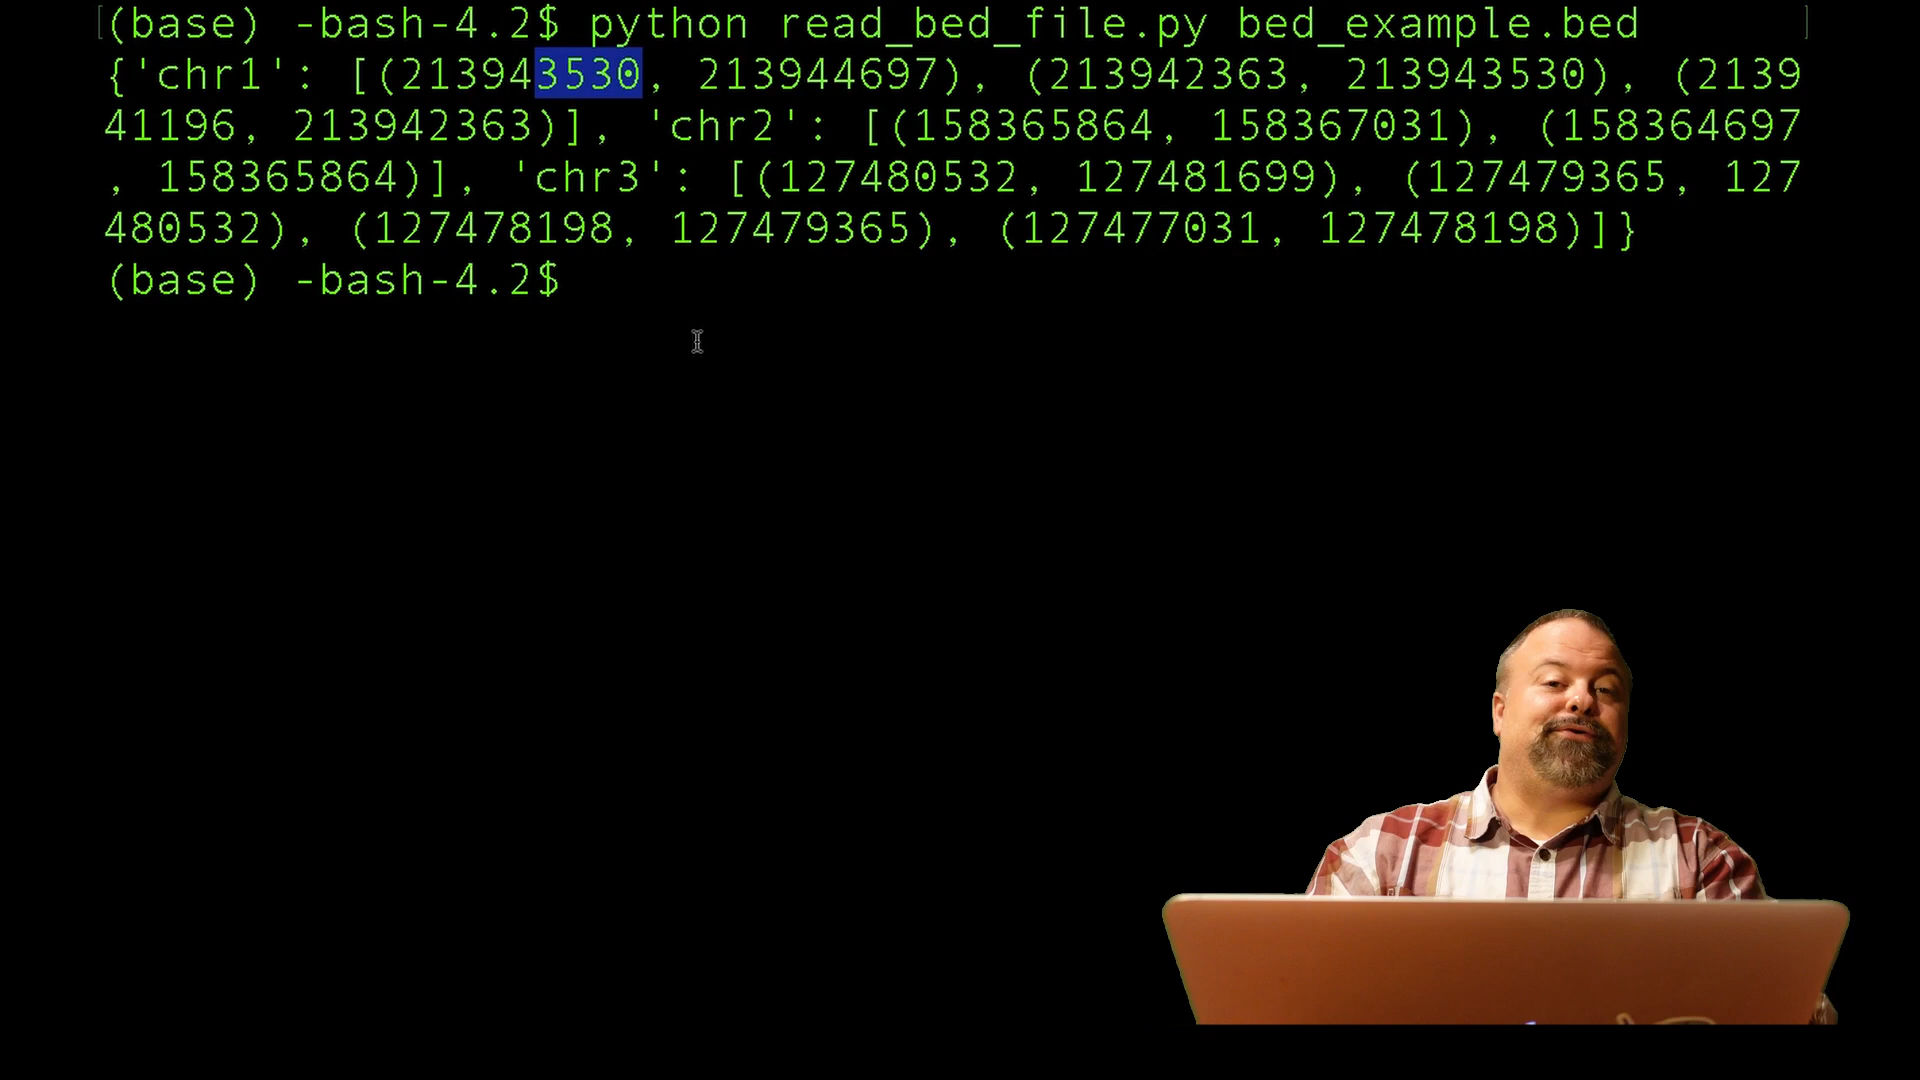 (base) -bash-4.2$ python read_bed_file.py bed_example.bed
{'chr1': [(213943530, 213944697), (213942363, 213943530), (2139
41196, 213942363)], 'chr2': [(158365864, 158367031), (158364697
, 158365864)], 'chr3': [(127480532, 127481699), (127479365, 127
480532), (127478198, 127479365), (127477031, 127478198)]}
(base) -bash-4.2$